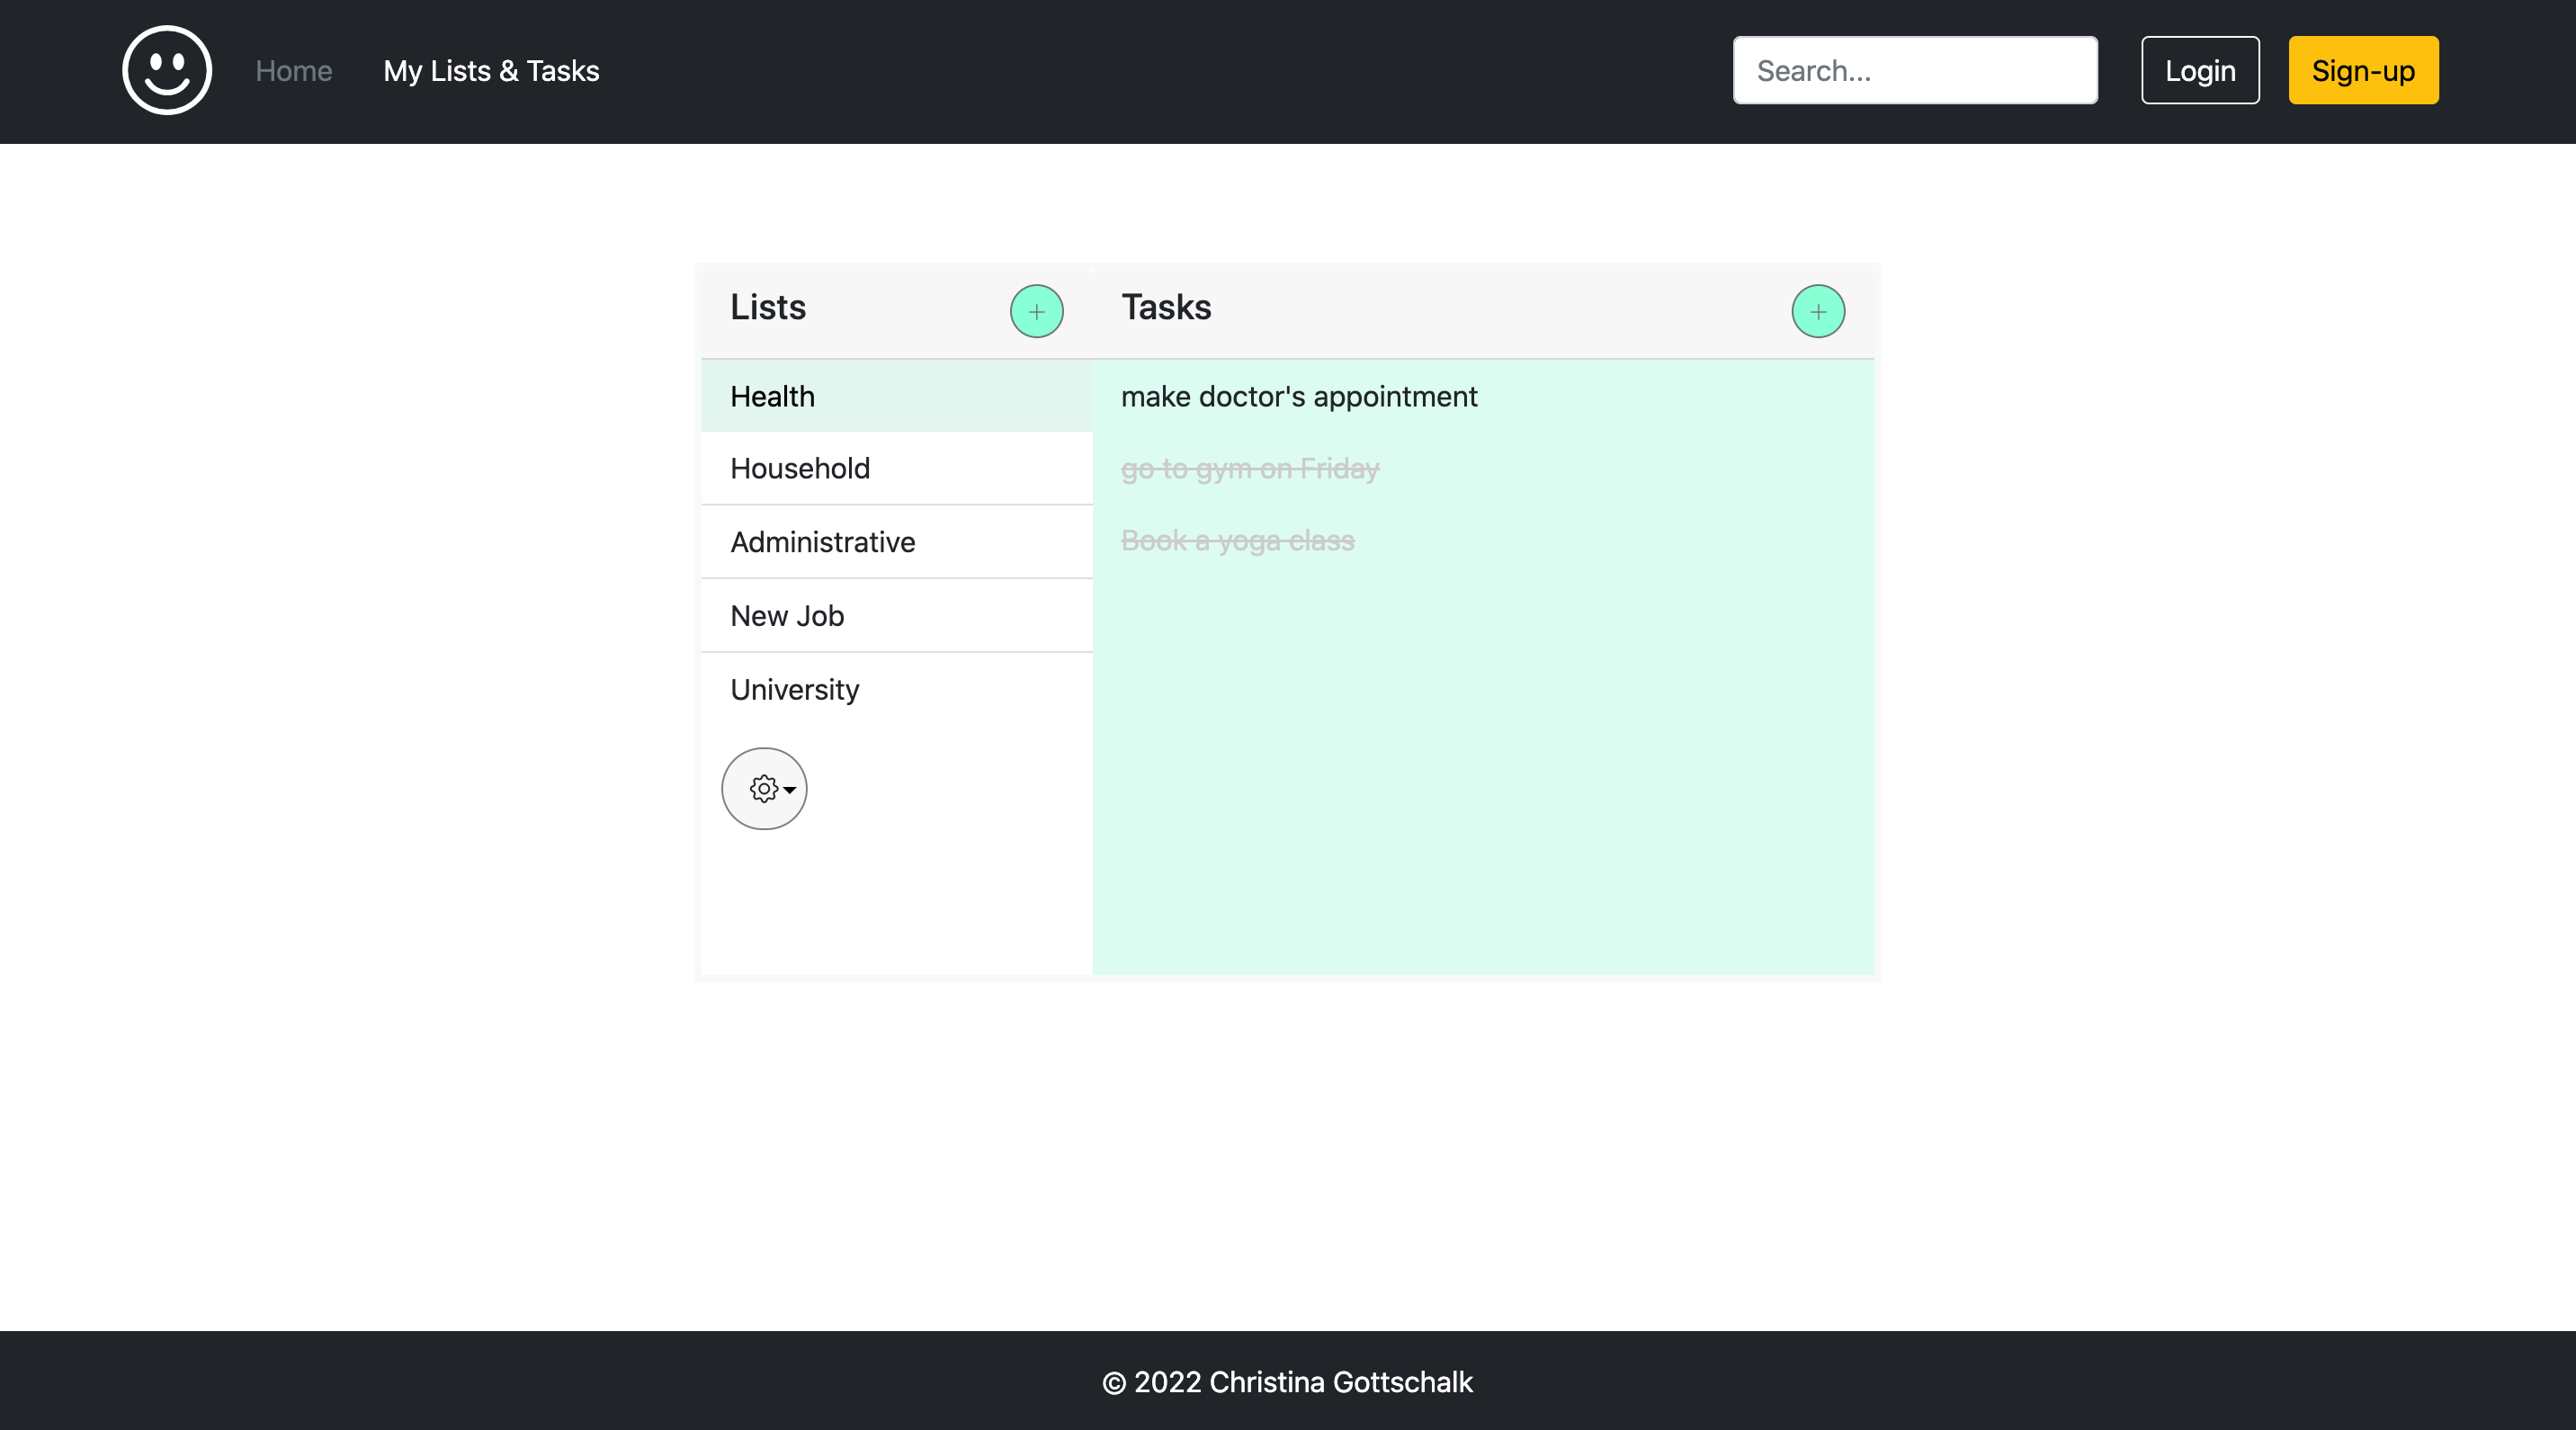 Home
My Lists & Tasks
Search...
Login
Sign-up
Lists
+
Tasks
+
Health
Household
Administrative
New Job
University
make doctor's appointment
go to gym on Friday
Book a yoga class
© 2022 Christina Gottschalk